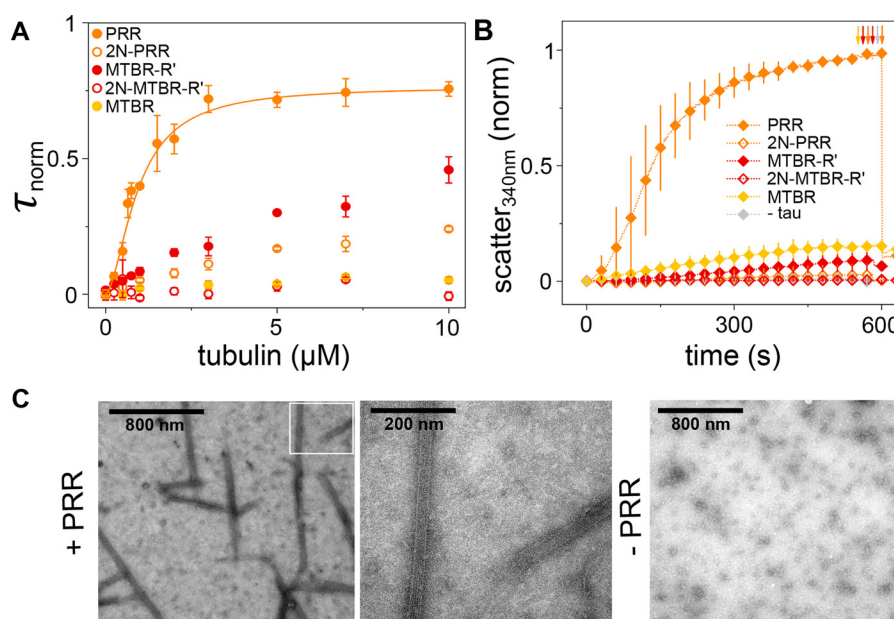 A
1
0.5
0
τnorm
PRR
2N-PRR
MTBR-R'
2N-MTBR-R'
MTBR
0
5
10
tubulin (µM)
B
1
0.5
0
scatter340nm (norm)
PRR
2N-PRR
MTBR-R'
2N-MTBR-R'
MTBR
- tau
0
300
600
time (s)
C
+ PRR
800 nm
200 nm
- PRR
800 nm